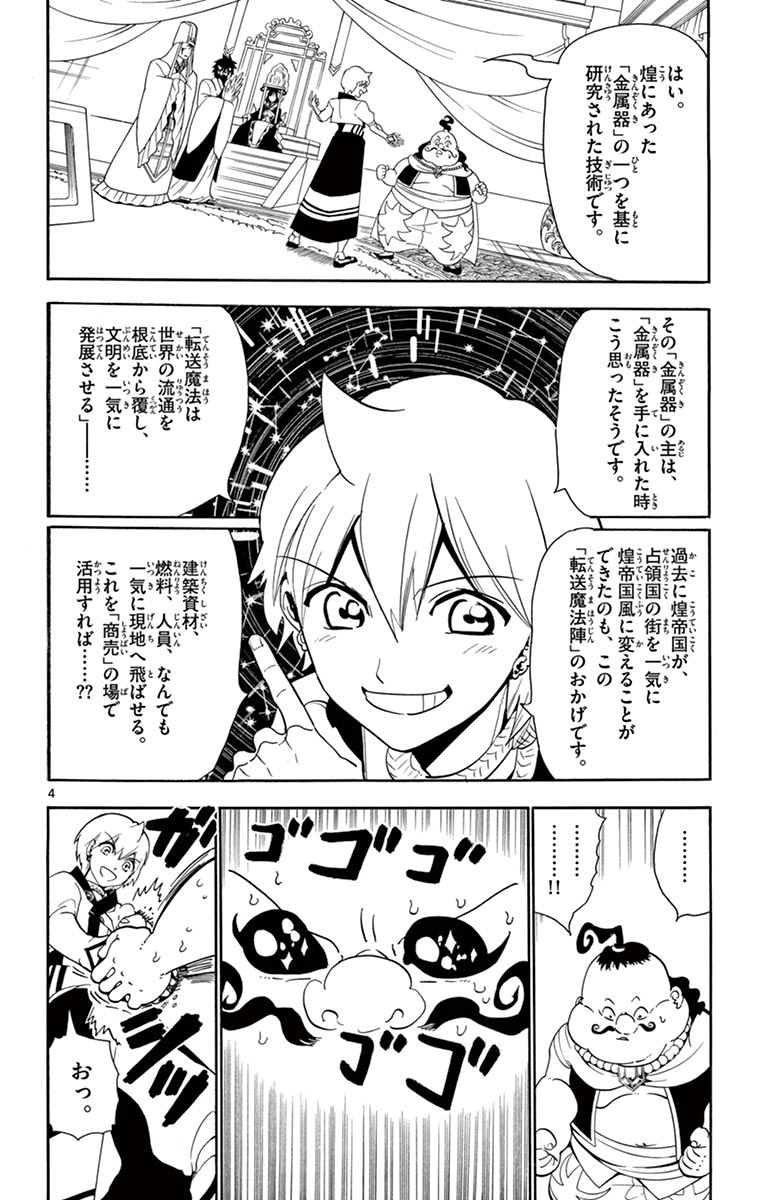 はい。
煌にあった
「金属器」の一つを基に
研究された技術です。
その「金属器」の主は、
「金属器」を手に入れた時
こう思ったそうです。
「転送魔法は
世界の流通を
根底から覆し、
文明を一気に
発展させる」――……
過去に煌帝国が、
占領国の街を一気に
煌帝国風に変えることが
できたのも、この
「転送魔法陣」のおかげです。
建築資材、
燃料、人員、なんでも
一気に現地へ飛ばせる。
これを「商売」の場で
活用すれば……??
4
………
………
………!!
ゴゴゴ
ゴゴ
ガシッ
おっ。